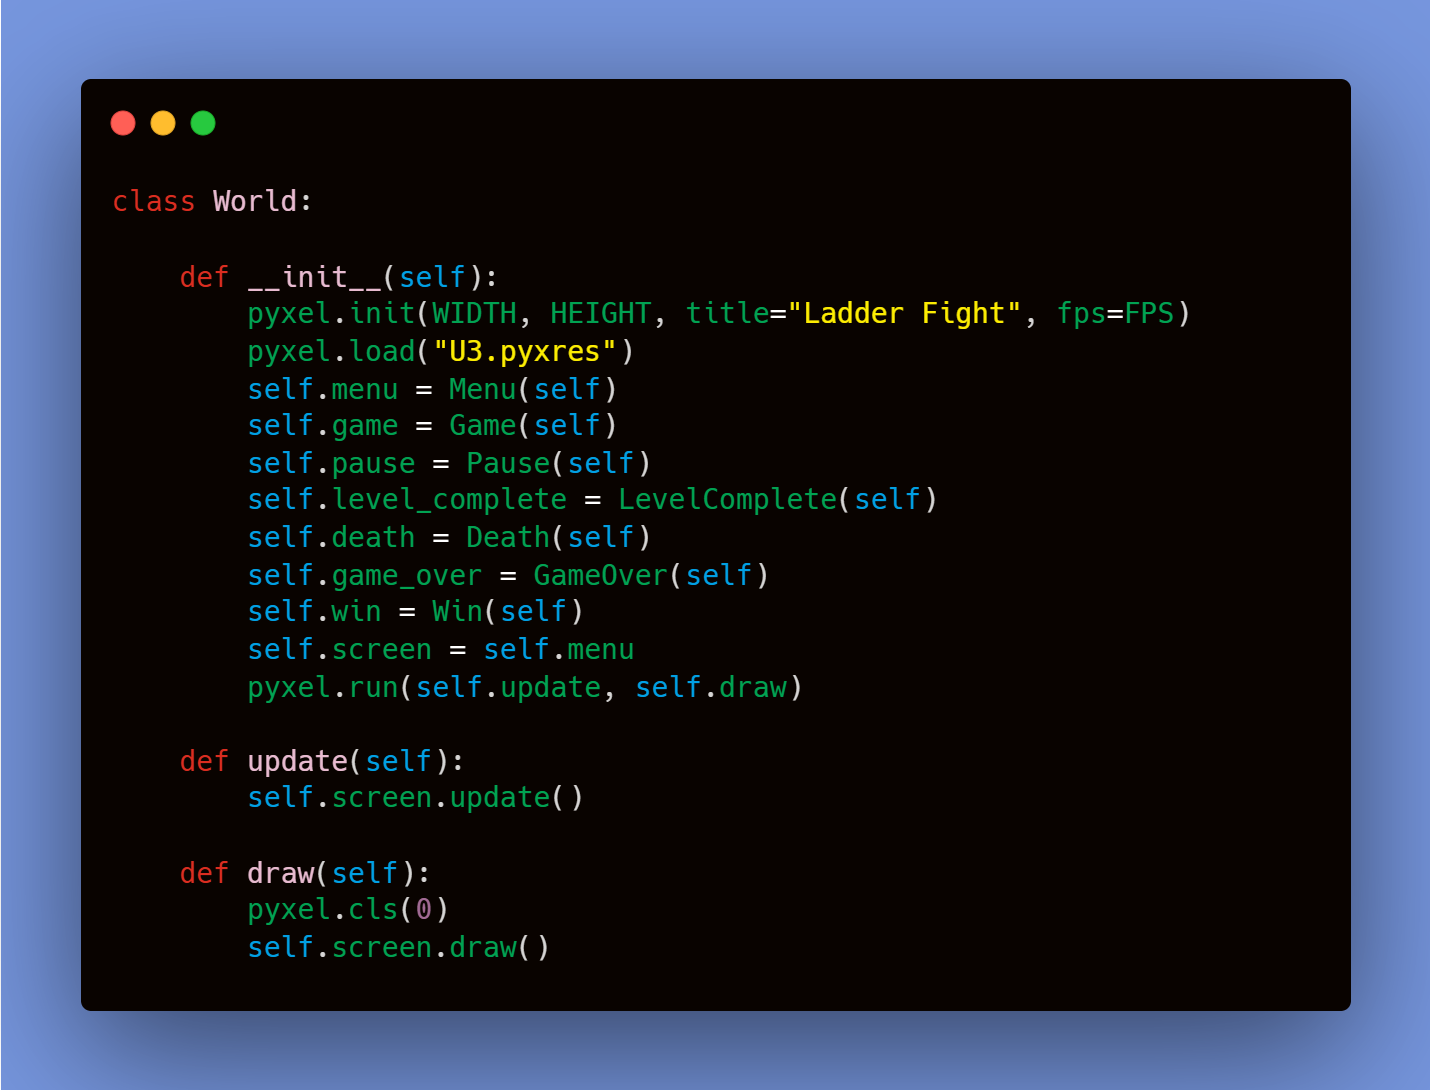 class World:

    def __init__(self):
        pyxel.init(WIDTH, HEIGHT, title="Ladder Fight", fps=FPS)
        pyxel.load("U3.pyxres")
        self.menu = Menu(self)
        self.game = Game(self)
        self.pause = Pause(self)
        self.level_complete = LevelComplete(self)
        self.death = Death(self)
        self.game_over = GameOver(self)
        self.win = Win(self)
        self.screen = self.menu
        pyxel.run(self.update, self.draw)

    def update(self):
        self.screen.update()

    def draw(self):
        pyxel.cls(0)
        self.screen.draw()